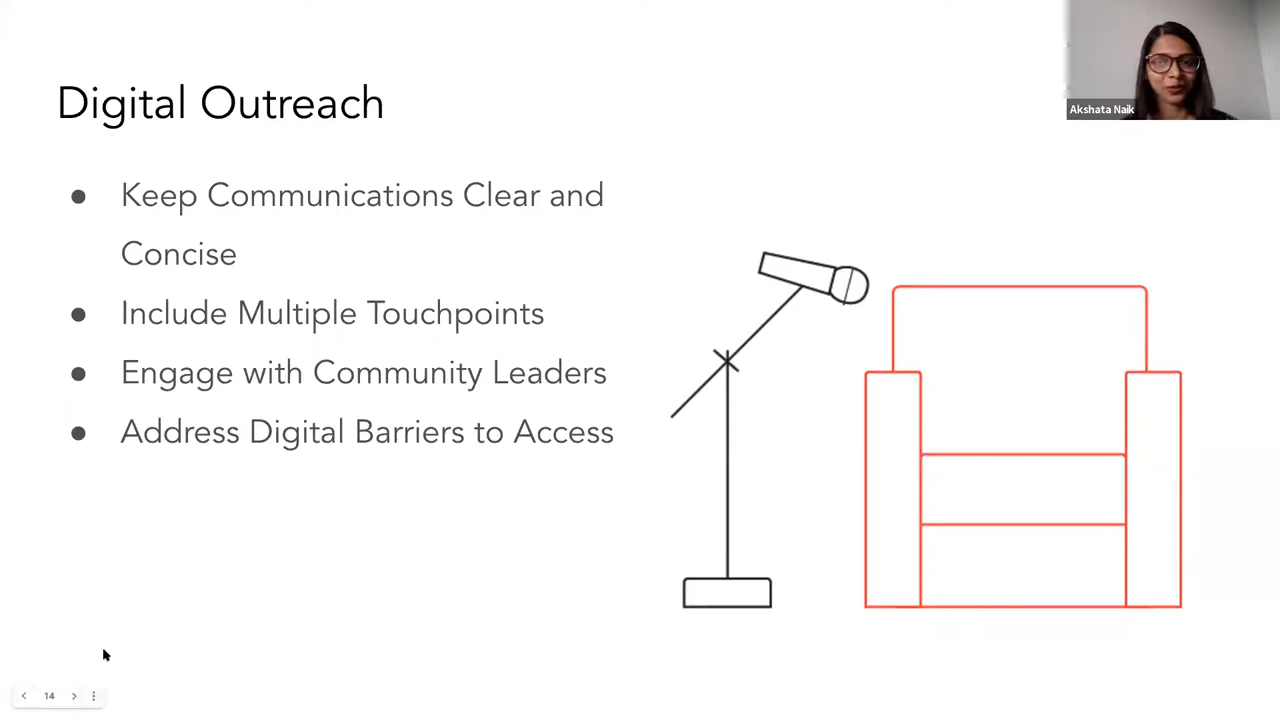 Digital Outreach
● Keep Communications Clear and
Concise
● Include Multiple Touchpoints
● Engage with Community Leaders
● Address Digital Barriers to Access
Akshata Naik
14